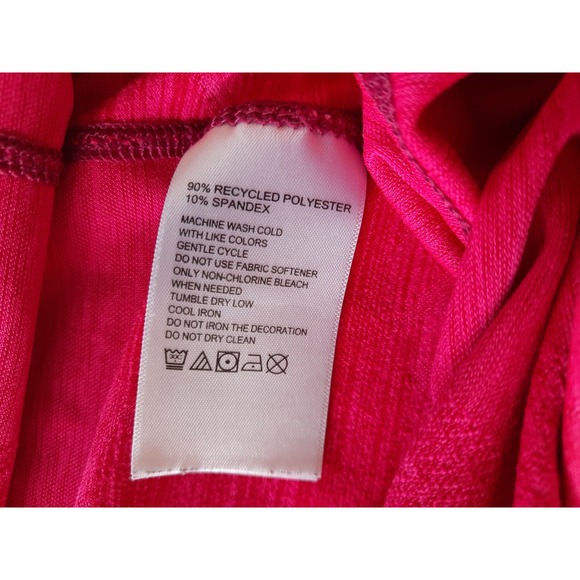 90% RECYCLED POLYESTER
10% SPANDEX
MACHINE WASH COLD
WITH LIKE COLORS
GENTLE CYCLE
DO NOT USE FABRIC SOFTENER
ONLY NON-CHLORINE BLEACH
WHEN NEEDED
TUMBLE DRY LOW
COOL IRON
DO NOT IRON THE DECORATION
DO NOT DRY CLEAN